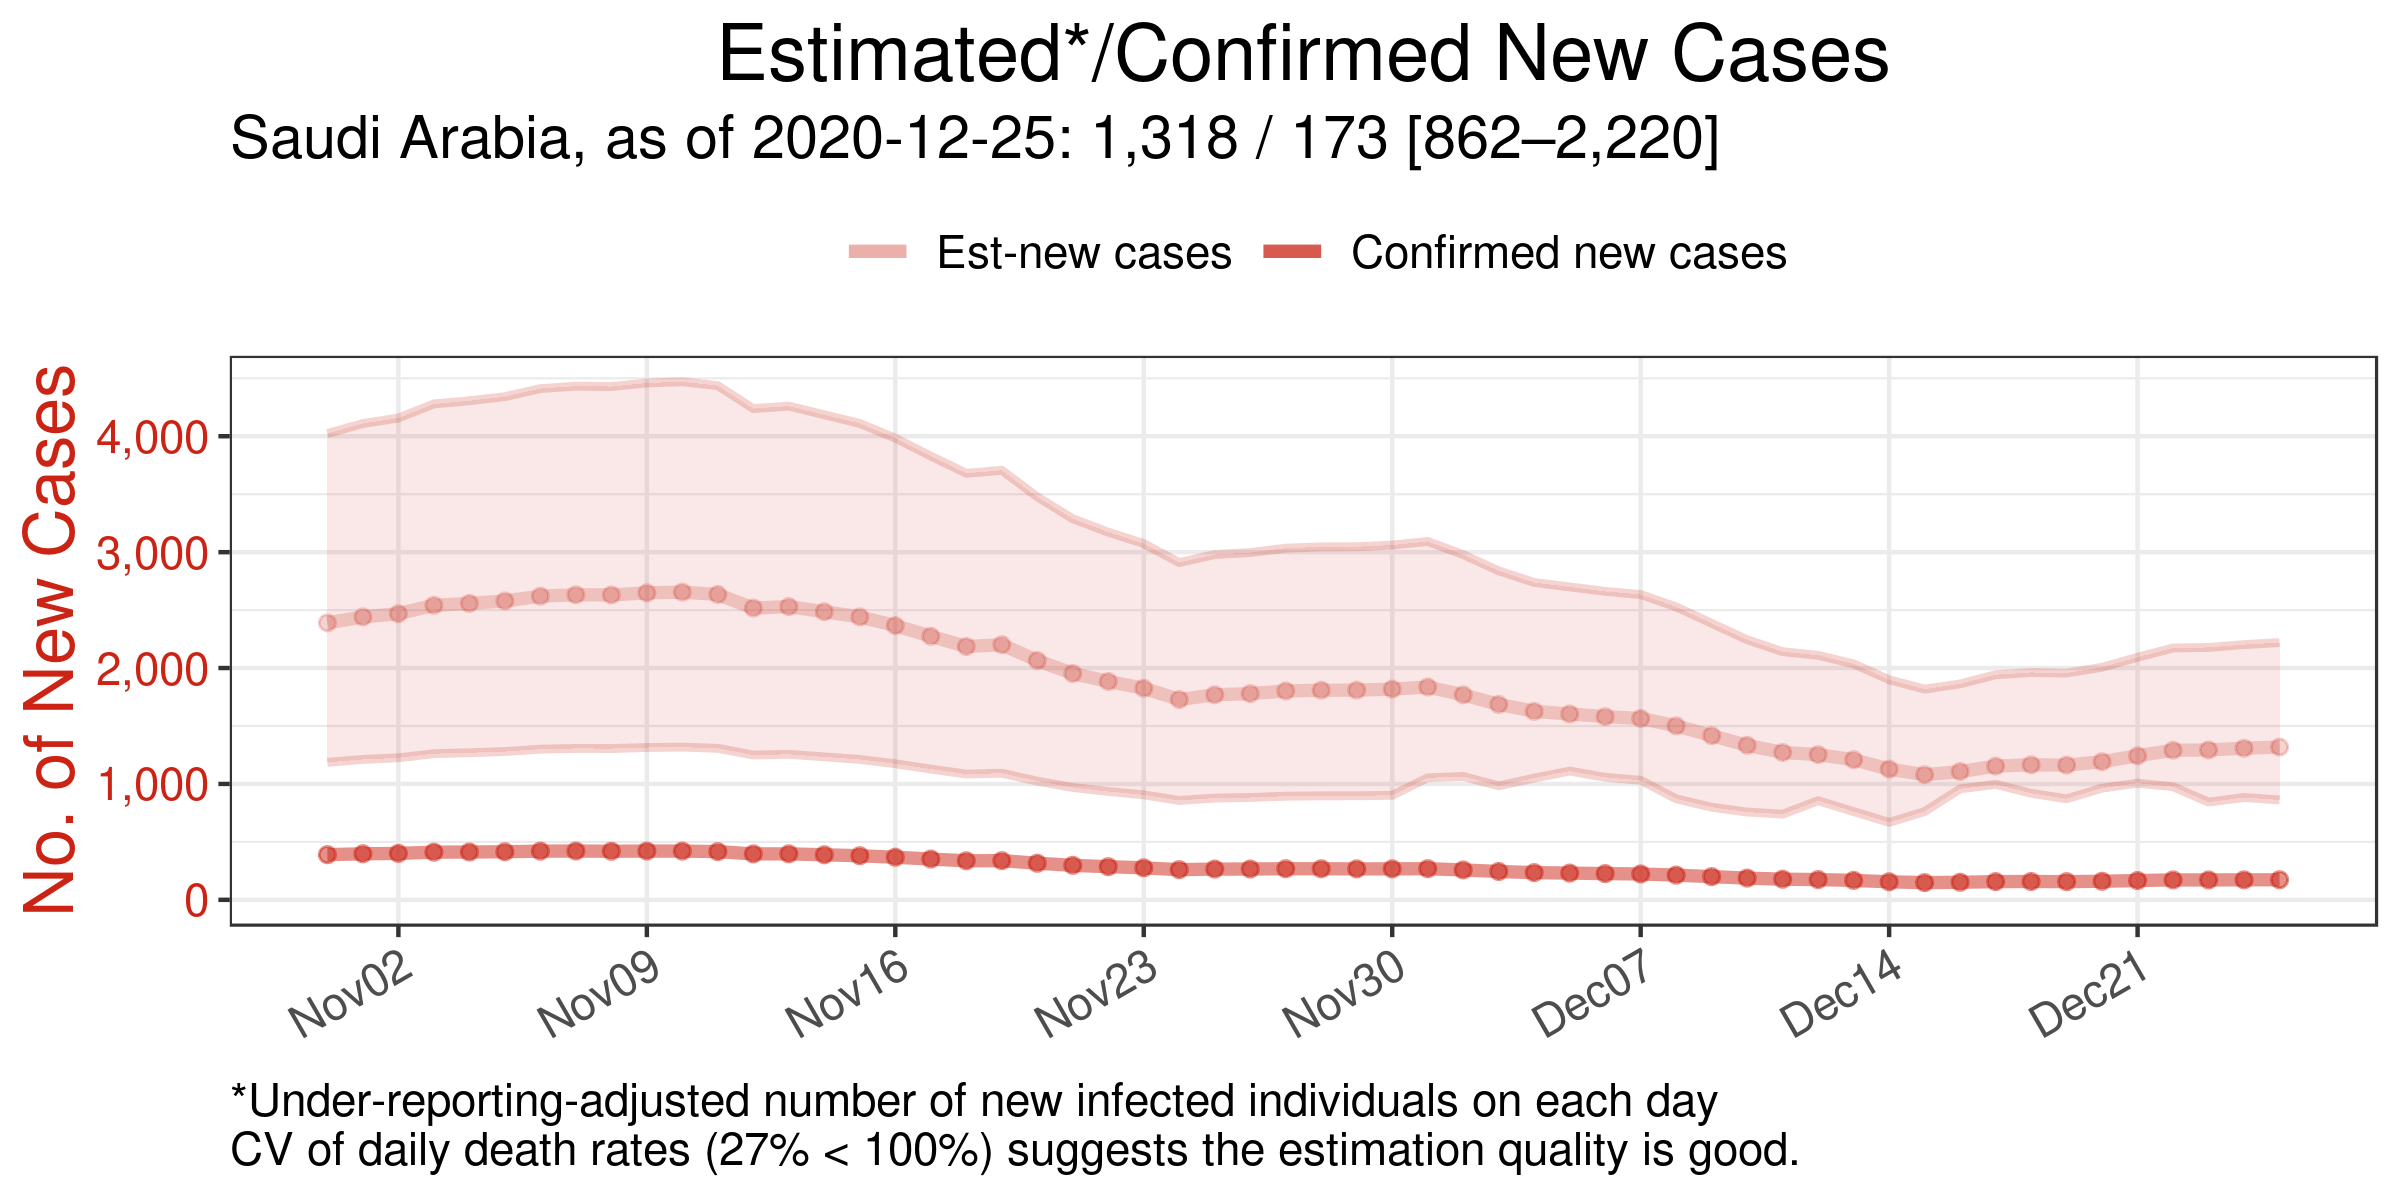 Estimated*/Confirmed New Cases
Saudi Arabia, as of 2020-12-25: 1,318 / 173 [862–2,220]
Est-new cases
Confirmed new cases
No. of New Cases
4,000
3,000
2,000
1,000
0
Nov02
Nov09
Nov16
Nov23
Nov30
Dec07
Dec14
Dec21
*Under-reporting-adjusted number of new infected individuals on each day
CV of daily death rates (27% < 100%) suggests the estimation quality is good.